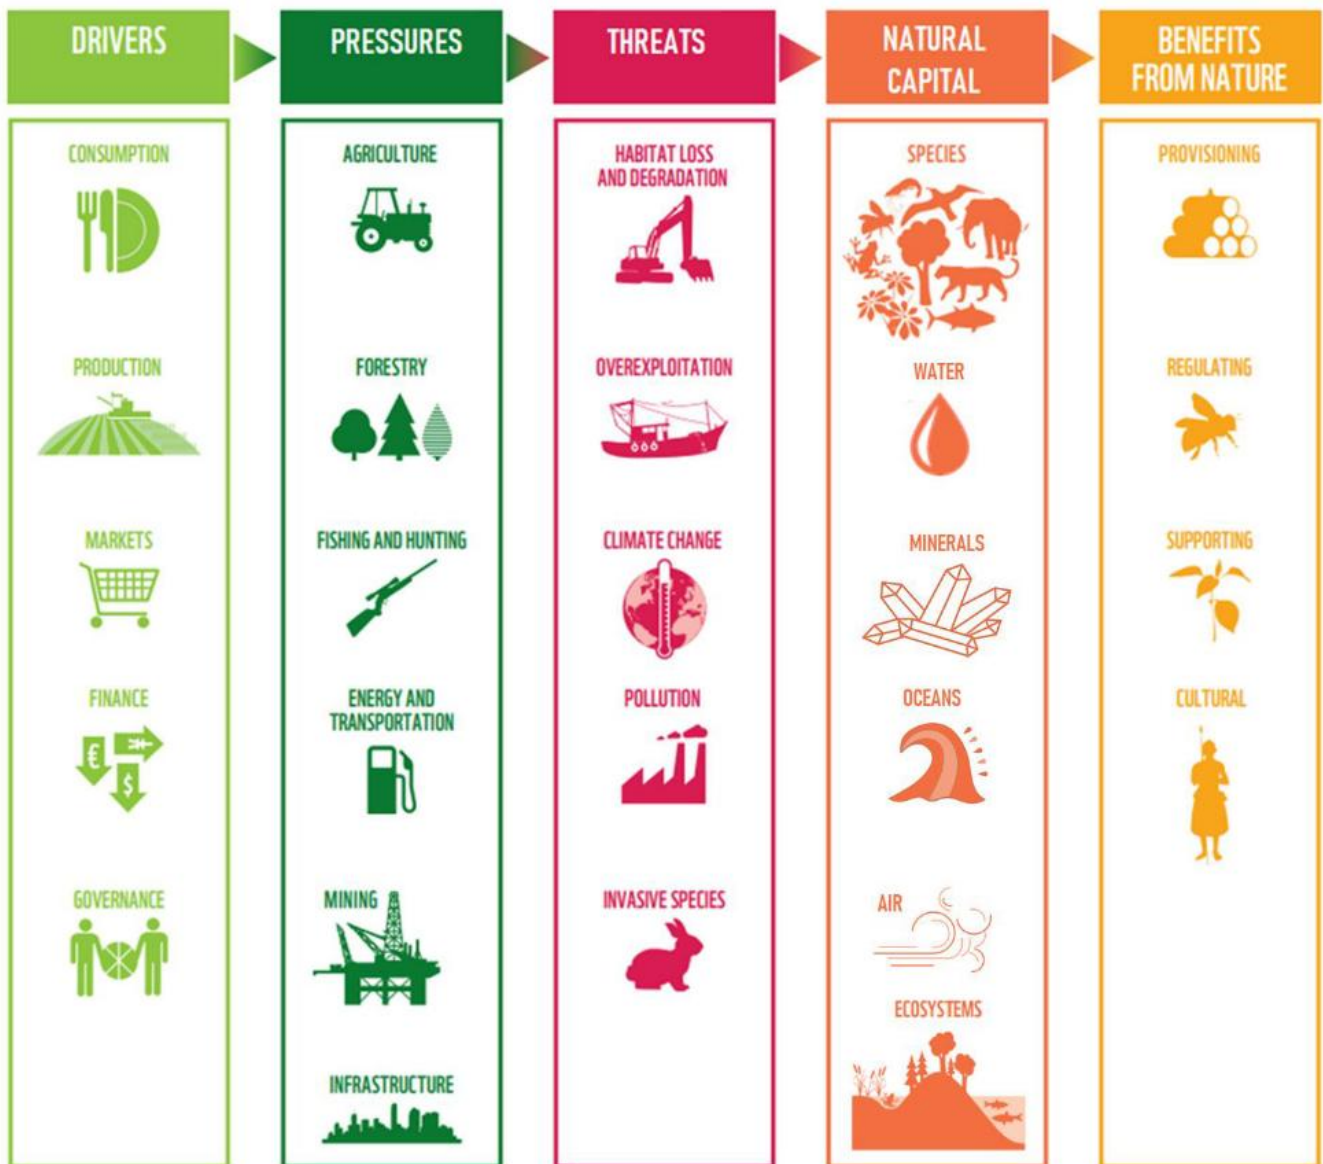 DRIVERS
PRESSURES
THREATS
NATURAL
CAPITAL
BENEFITS
FROM NATURE
CONSUMPTION
PRODUCTION
MARKETS
FINANCE
€
$
GOVERNANCE
AGRICULTURE
FORESTRY
FISHING AND HUNTING
ENERGY AND
TRANSPORTATION
MINING
INFRASTRUCTURE
HABITAT LOSS
AND DEGRADATION
OVEREXPLOITATION
CLIMATE CHANGE
POLLUTION
INVASIVE SPECIES
SPECIES
WATER
MINERALS
OCEANS
AIR
ECOSYSTEMS
PROVISIONING
REGULATING
SUPPORTING
CULTURAL